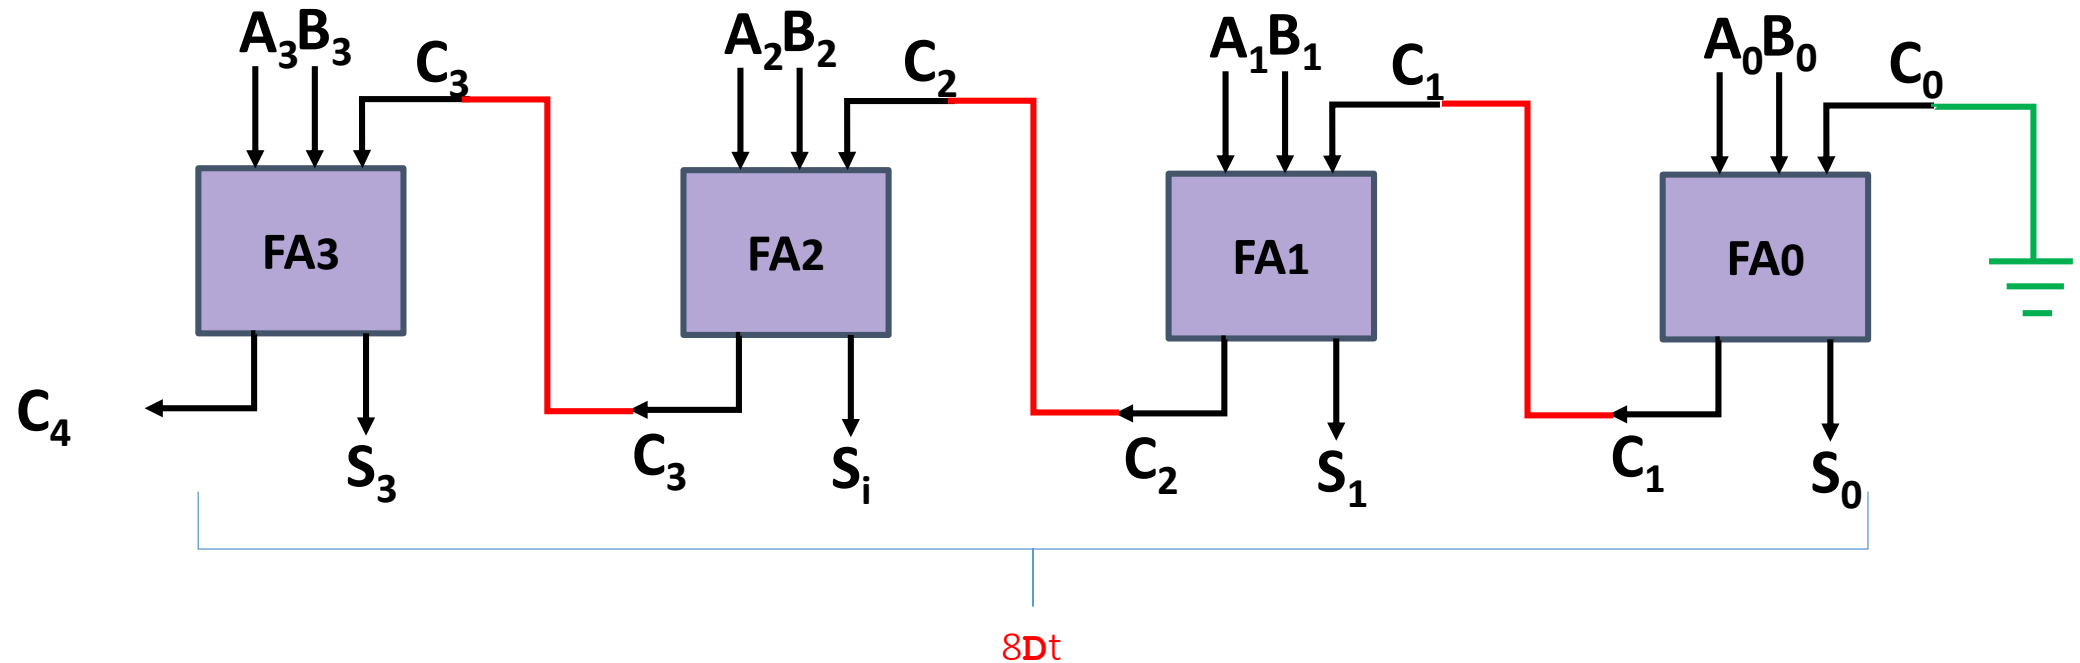 A₃B₃ C₃ A₂B₂ C₂ A₁B₁ C₁ A₀B₀ C₀
FA3 FA2 FA1 FA0
C₄ S₃ C₃ Sᵢ C₂ S₁ C₁ S₀
8Dt